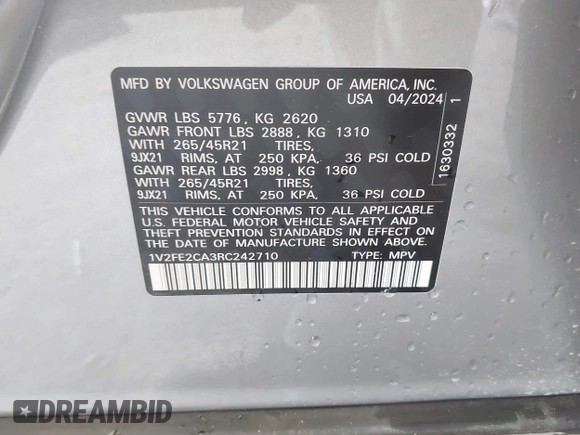 MFD BY VOLKSWAGEN GROUP OF AMERICA, INC.
USA 04/2024
GVWR LBS 5776, KG 2620
GAWR FRONT LBS 2888, KG 1310
WITH 265/45R21 TIRES,
9JX21 RIMS, AT 250 KPA, 36 PSI COLD
GAWR REAR LBS 2998, KG 1360
WITH 265/45R21 TIRES,
9JX21 RIMS, AT 250 KPA, 36 PSI COLD
THIS VEHICLE CONFORMS TO ALL APPLICABLE
U.S. FEDERAL MOTOR VEHICLE SAFETY AND
THEFT PREVENTION STANDARDS IN EFFECT ON
THE DATE OF MANUFACTURE SHOWN ABOVE.
1V2FE2CA3RC242710 TYPE: MPV
1630332 1
DREAMBID